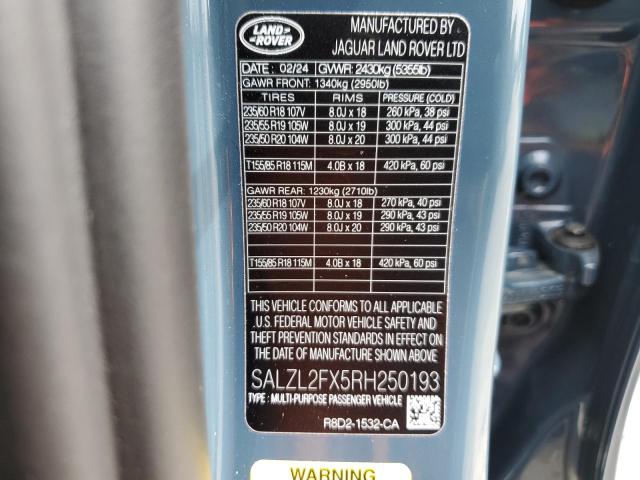 LAND ROVER
MANUFACTURED BY
JAGUAR LAND ROVER LTD
DATE: 02/24 GVWR: 2430kg (5355lb)
GAWR FRONT: 1340kg (2950lb)
TIRES RIMS PRESSURE (COLD)
235/60 R18 107V 8.0J x 18 260 kPa, 38 psi
235/55 R19 105W 8.0J x 19 300 kPa, 44 psi
235/50 R20 104W 8.0J x 20 300 kPa, 44 psi
T155/85 R18 115M 4.0B x 18 420 kPa, 60 psi
GAWR REAR: 1230kg (2710lb)
235/60 R18 107V 8.0J x 18 270 kPa, 40 psi
235/55 R19 105W 8.0J x 19 290 kPa, 43 psi
235/50 R20 104W 8.0J x 20 290 kPa, 43 psi
T155/85 R18 115M 4.0B x 18 420 kPa, 60 psi
THIS VEHICLE CONFORMS TO ALL APPLICABLE
U.S. FEDERAL MOTOR VEHICLE SAFETY AND
THEFT PREVENTION STANDARDS IN EFFECT ON
THE DATE OF MANUFACTURE SHOWN ABOVE
SALZL2FX5RH250193
TYPE: MULTI-PURPOSE PASSENGER VEHICLE
R8D2-1532-CA
WARNING